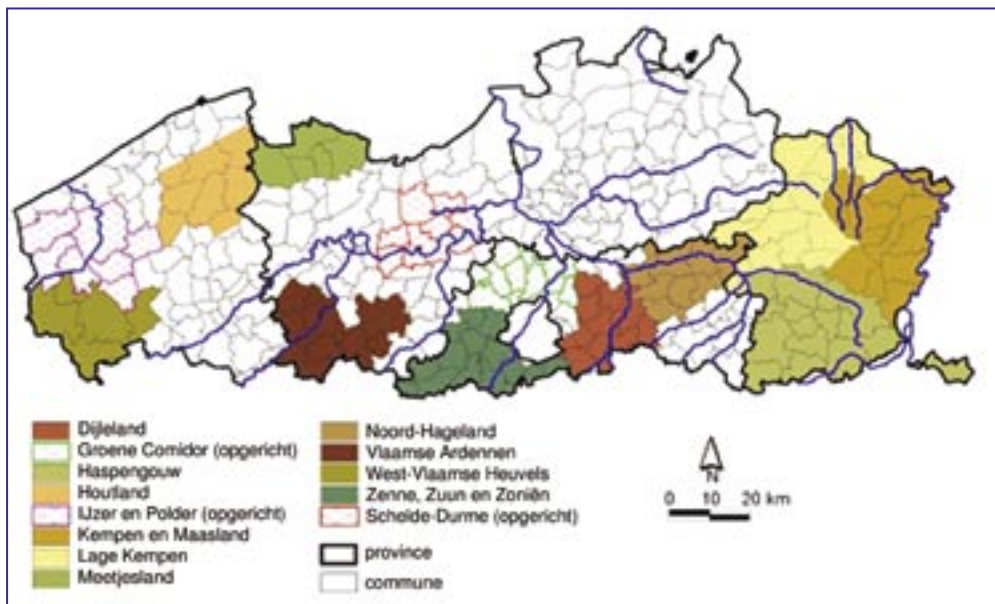 Dijleland
Groene Corridor (opgericht)
Haspengouw
Houtland
IJzer en Polder (opgericht)
Kempen en Maasland
Lage Kempen
Meetjesland
Noord-Hageland
Vlaamse Ardennen
West-Vlaamse Heuvels
Zenne, Zuun en Zoniën
Schelde-Durme (opgericht)
province
commune
N
0 10 20 km